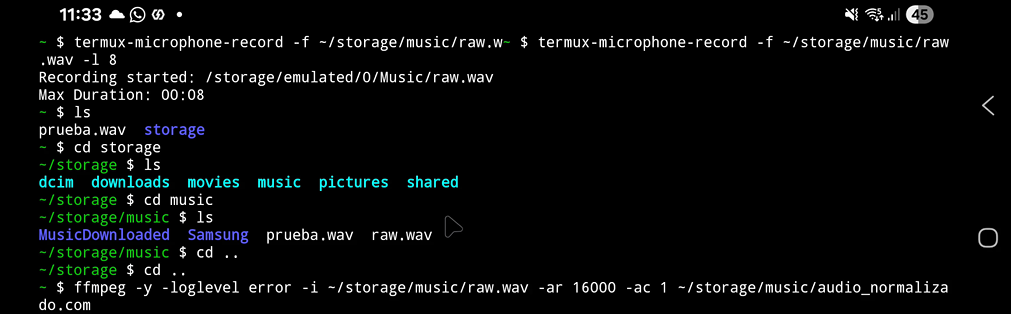 11:33 45
~ $ termux-microphone-record -f ~/storage/music/raw.w~ $ termux-microphone-record -f ~/storage/music/raw
.wav -l 8
Recording started: /storage/emulated/0/Music/raw.wav
Max Duration: 00:08
~ $ ls
prueba.wav  storage
~ $ cd storage
~/storage $ ls
dcim  downloads  movies  music  pictures  shared
~/storage $ cd music
~/storage/music $ ls
MusicDownloaded  Samsung  prueba.wav  raw.wav
~/storage/music $ cd ..
~/storage $ cd ..
~ $ ffmpeg -y -loglevel error -i ~/storage/music/raw.wav -ar 16000 -ac 1 ~/storage/music/audio_normaliza
do.com